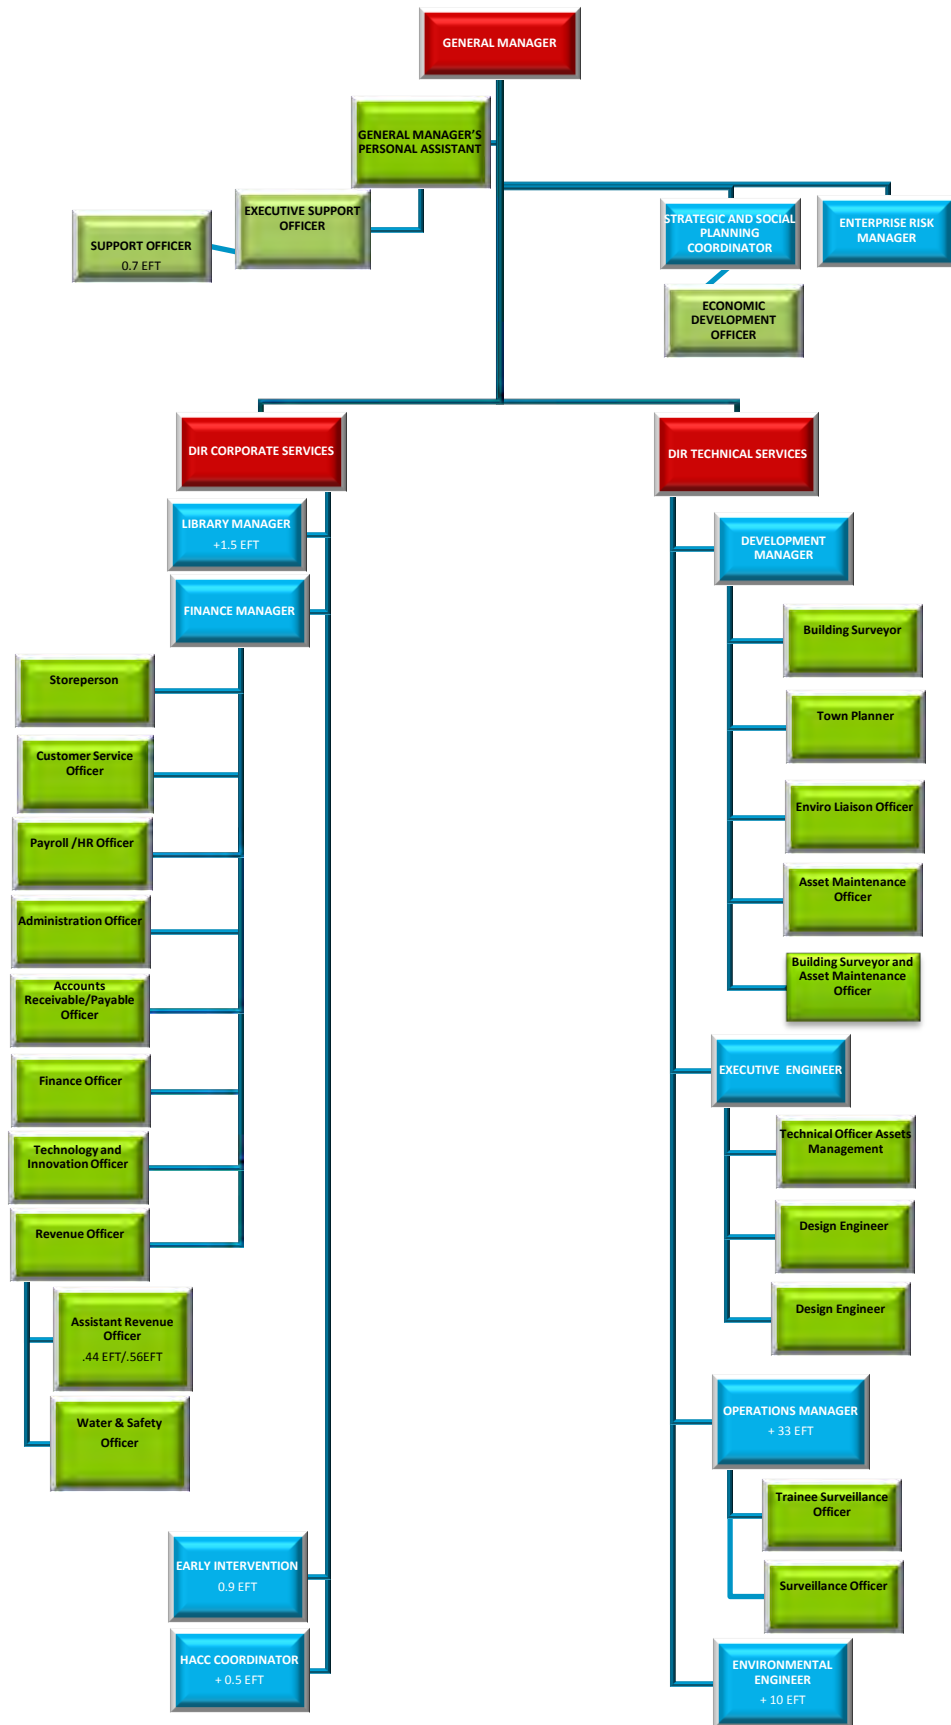 GENERAL MANAGER
GENERAL MANAGER'S
PERSONAL ASSISTANT
EXECUTIVE SUPPORT
OFFICER
SUPPORT OFFICER
0.7 EFT
STRATEGIC AND SOCIAL
PLANNING
COORDINATOR
ENTERPRISE RISK
MANAGER
ECONOMIC
DEVELOPMENT
OFFICER
DIR CORPORATE SERVICES
LIBRARY MANAGER
+1.5 EFT
FINANCE MANAGER
Storeperson
Customer Service
Officer
Payroll /HR Officer
Administration Officer
Accounts
Receivable/Payable
Officer
Finance Officer
Technology and
Innovation Officer
Revenue Officer
Assistant Revenue
Officer
.44 EFT/.56EFT
Water & Safety
Officer
EARLY INTERVENTION
0.9 EFT
HACC COORDINATOR
+ 0.5 EFT
DIR TECHNICAL SERVICES
DEVELOPMENT
MANAGER
Building Surveyor
Town Planner
Enviro Liaison Officer
Asset Maintenance
Officer
Building Surveyor and
Asset Maintenance
Officer
EXECUTIVE ENGINEER
Technical Officer Assets
Management
Design Engineer
Design Engineer
OPERATIONS MANAGER
+ 33 EFT
Trainee Surveillance
Officer
Surveillance Officer
ENVIRONMENTAL
ENGINEER
+ 10 EFT